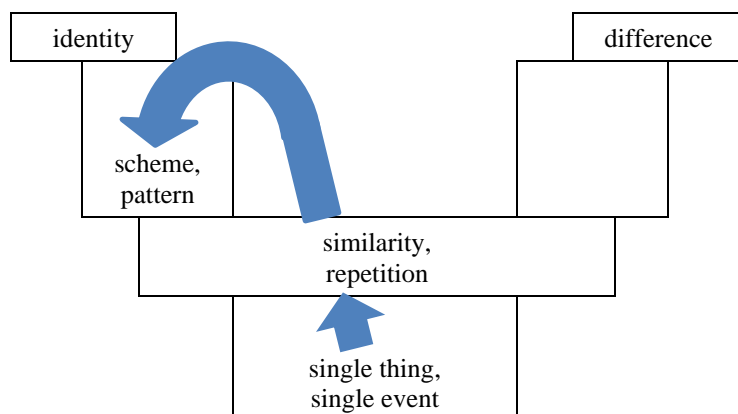 identity
difference
scheme,
pattern
similarity,
repetition
single thing,
single event